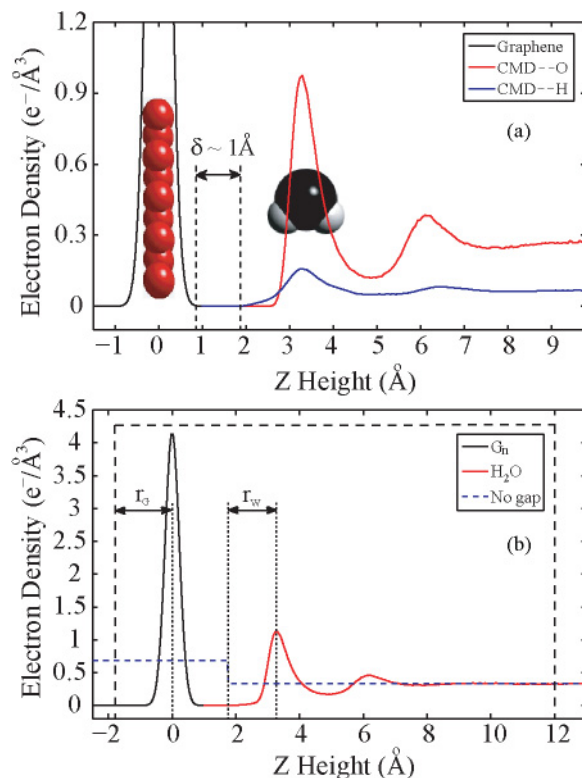 1.2
0.9
0.6
0.3
0
Electron Density (e⁻/Å³)
Graphene
CMD--O
CMD--H
(a)
δ ~ 1Å
−1 0 1 2 3 4 5 6 7 8 9
Z Height (Å)
4.5
4
3.5
3
2.5
2
1.5
1
0.5
0
Electron Density (e⁻/Å³)
Gn
H₂O
No gap
(b)
r_G
r_W
−2 0 2 4 6 8 10 12
Z Height (Å)